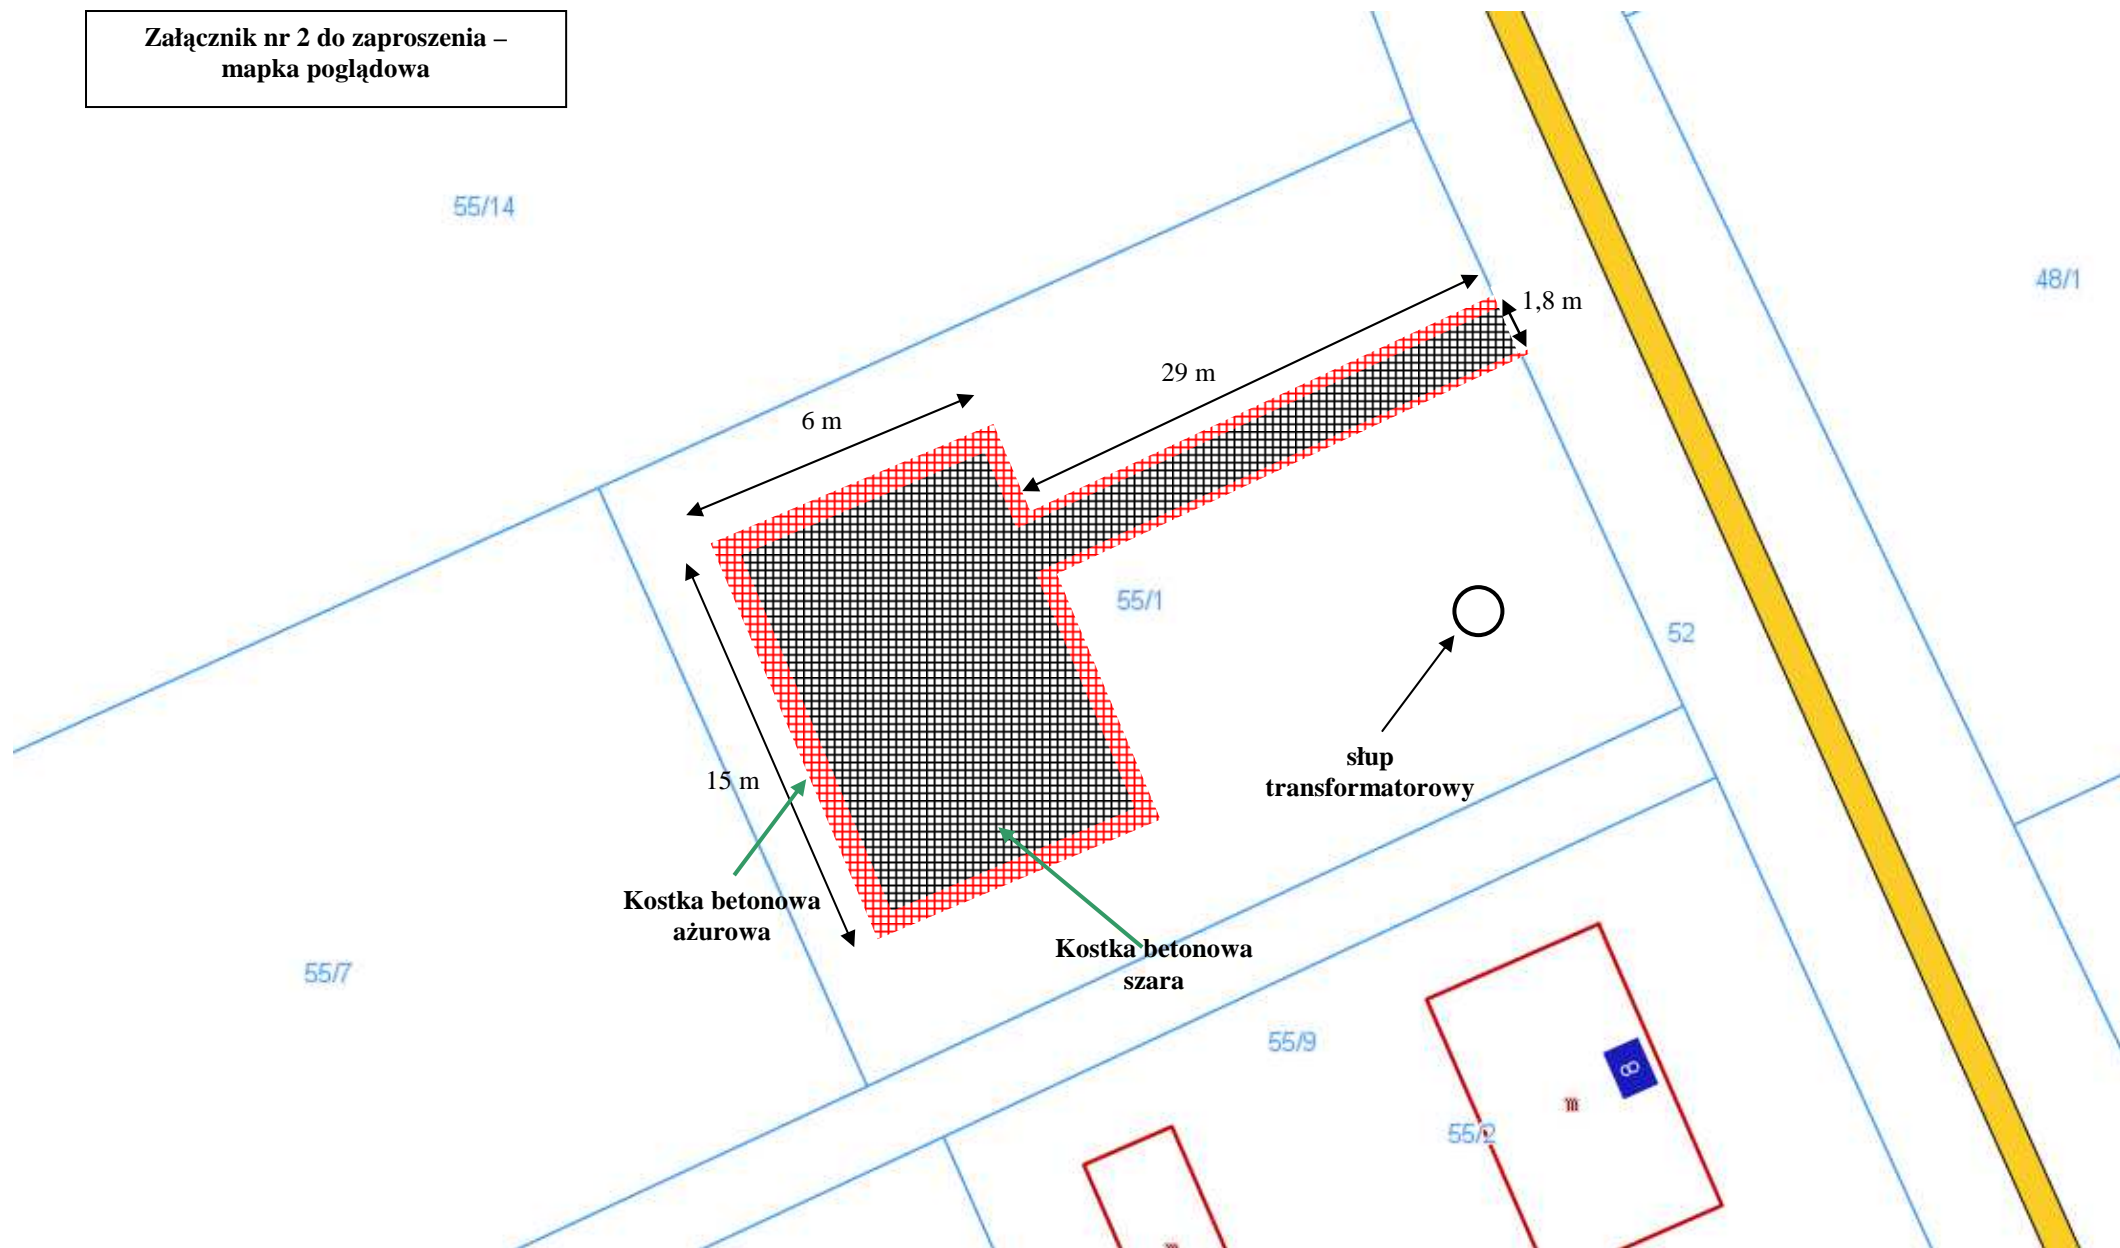 Załącznik nr 2 do zaproszenia –
mapka poglądowa
55/14
48/1
1,8 m
29 m
6 m
55/1
52
słup
transformatorowy
15 m
Kostka betonowa
ażurowa
Kostka betonowa
szara
55/7
55/9
8
m
55/2
m